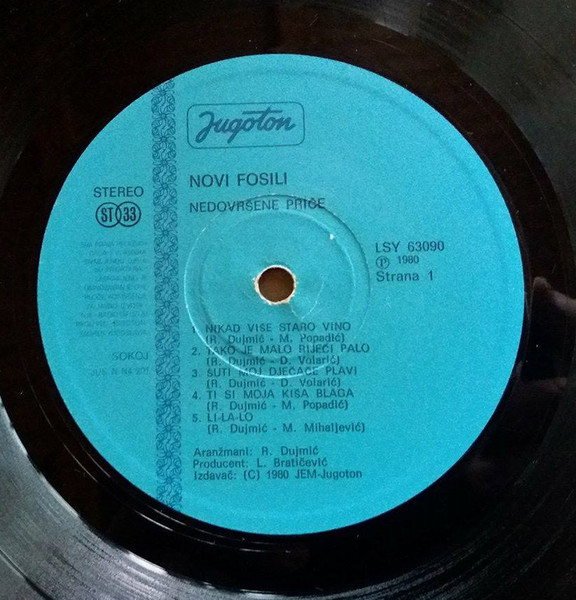 Jugoton
NOVI FOSILI
STEREO
NEDOVRŠENE PRIČE
ST 33
LSY 63090
Ⓟ 1980
Strana 1
1. NIKAD VIŠE STARO VINO
(R. Dujmić - M. Popadić)
2. TAKO JE MALO RIJEČI PALO
(R. Dujmić - D. Volarić)
3. ŠUTI MOJ DJEČAČE PLAVI
(R. Dujmić - D. Volarić)
4. TI SI MOJA KIŠA BLAGA
(R. Dujmić - M. Popadić)
5. LI-LA-LO
(R. Dujmić - M. Mihaljević)
SOKOJ
Aranžmani: R. Dujmić
Producent: L. Bratičević
Izdavač: (C) 1980 JEM-Jugoton